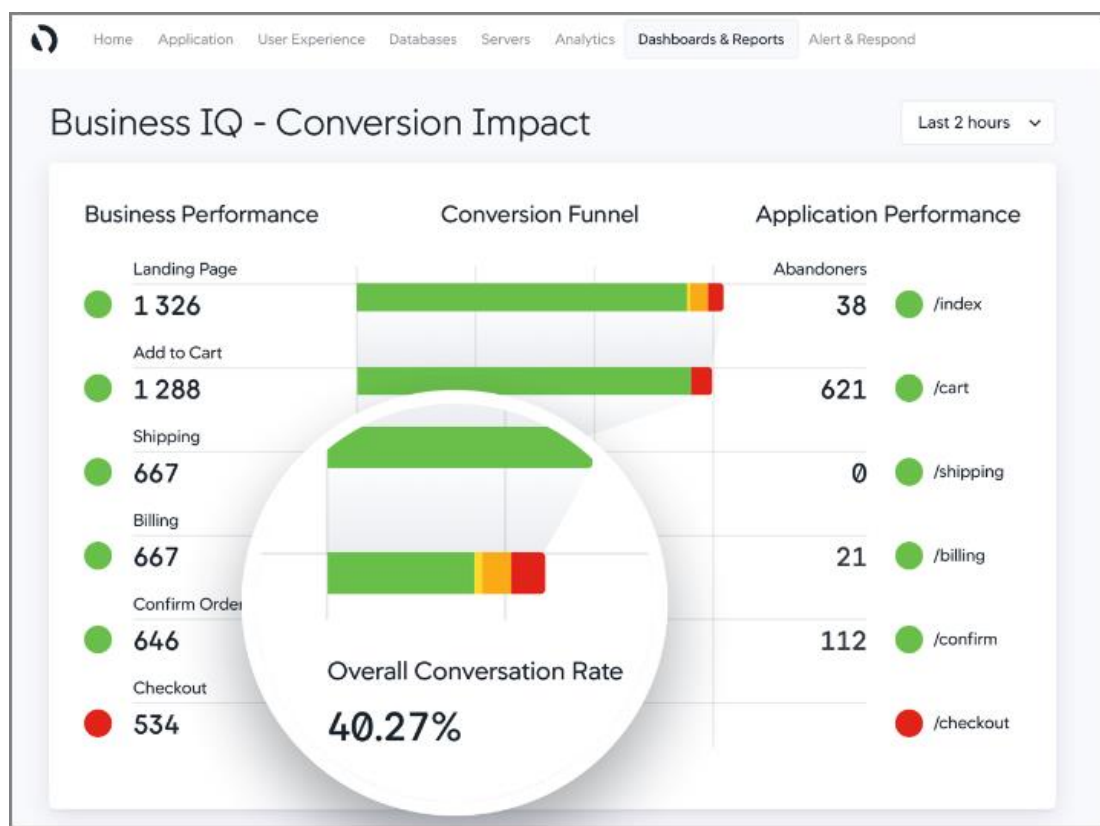 Home Application User Experience Databases Servers Analytics Dashboards & Reports Alert & Respond
Business IQ - Conversion Impact
Last 2 hours
Business Performance Conversion Funnel Application Performance
Landing Page Abandoners
1 326 38 /index
Add to Cart
1 288 621 /cart
Shipping
667 0 /shipping
Billing
667 21 /billing
Confirm Order
646 112 /confirm
Overall Conversation Rate
Checkout
534 40.27% /checkout